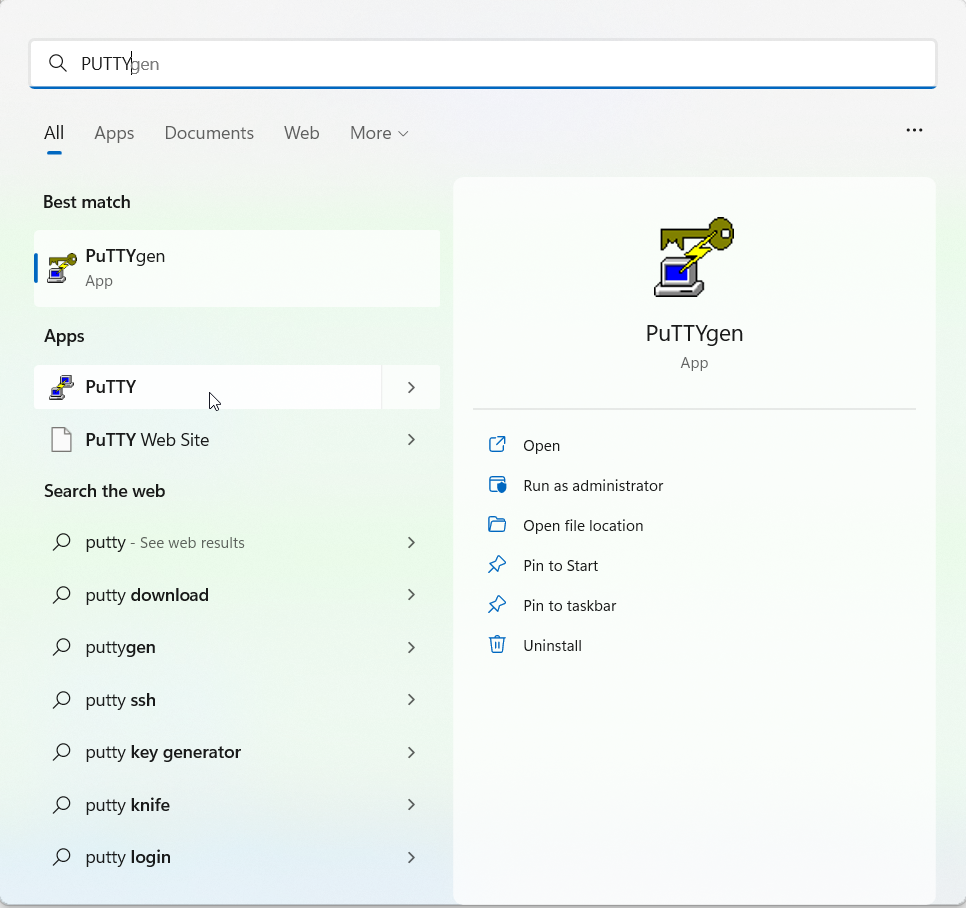 PUTTYgen
All Apps Documents Web More
Best match
PuTTYgen
App
Apps
PuTTY
PuTTY Web Site
Search the web
putty - See web results
putty download
puttygen
putty ssh
putty key generator
putty knife
putty login
PuTTYgen
App
Open
Run as administrator
Open file location
Pin to Start
Pin to taskbar
Uninstall